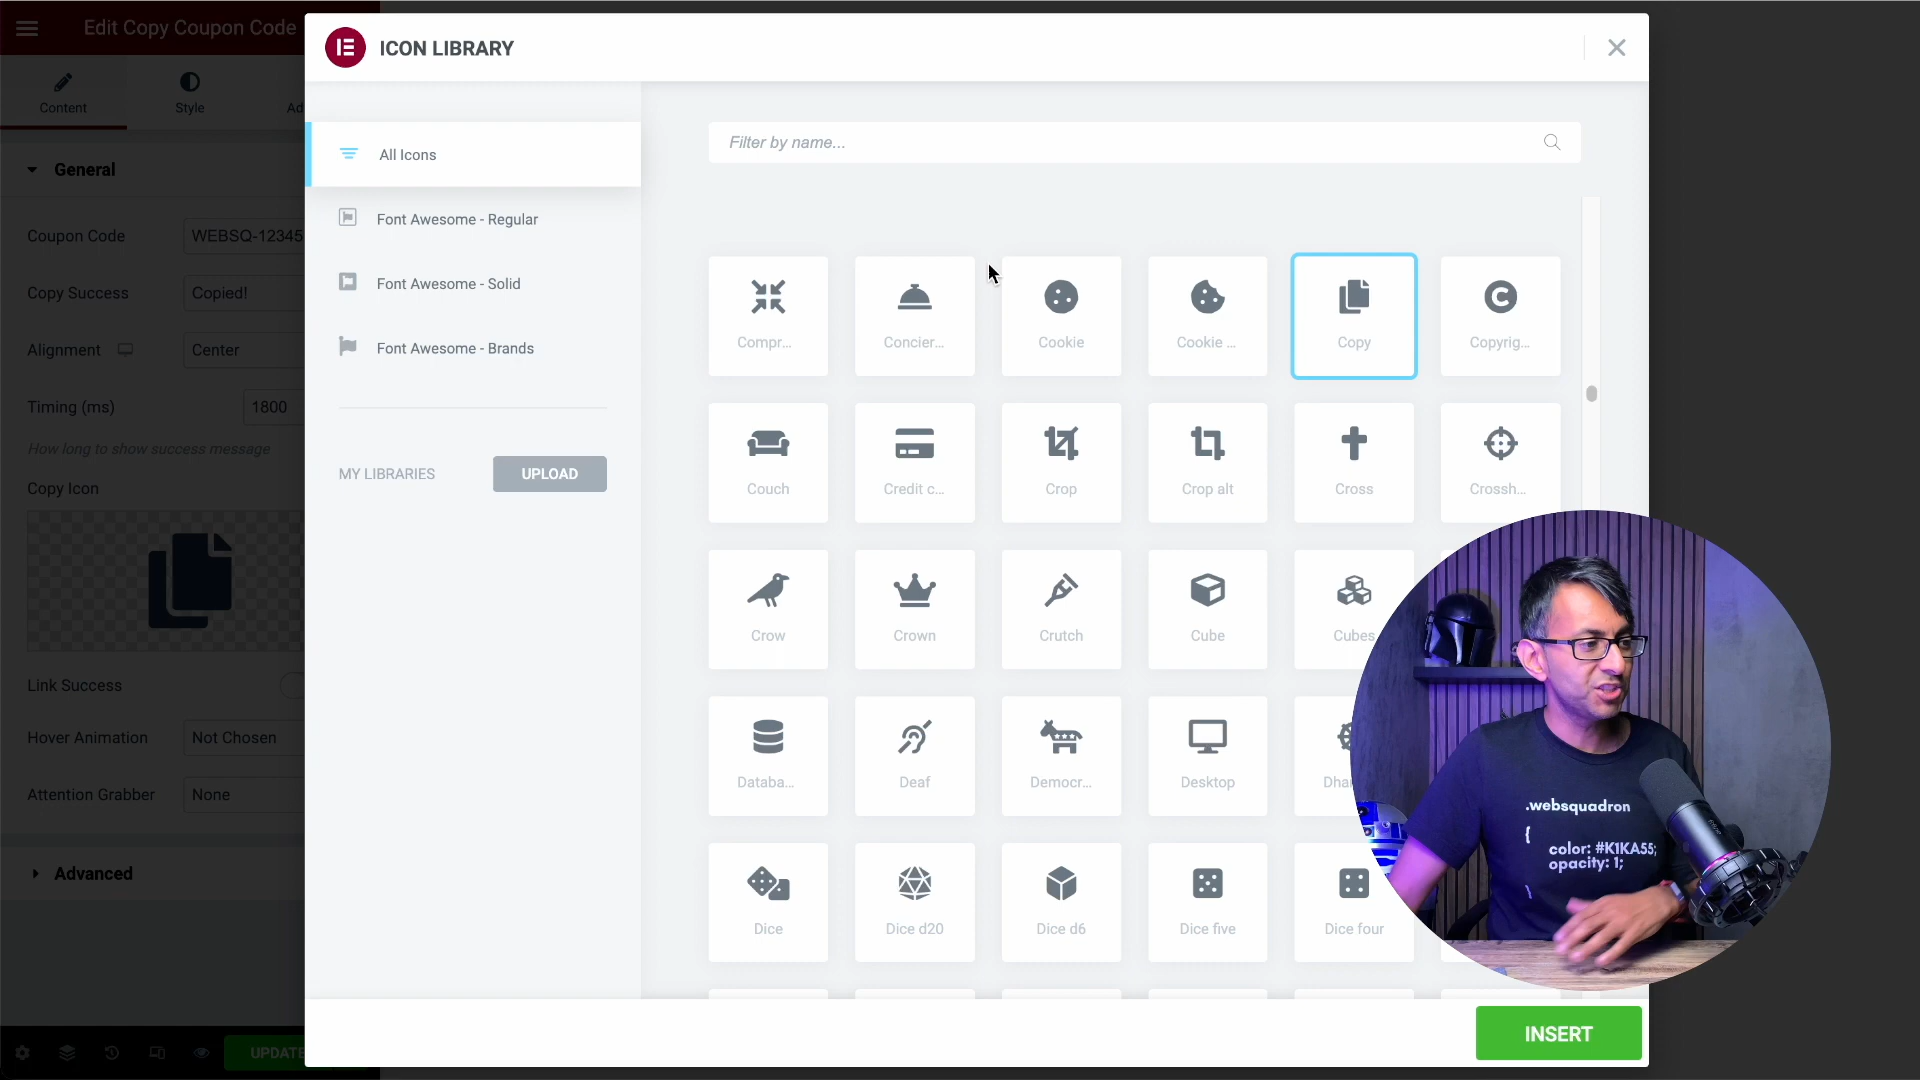 Edit Copy Coupon Code
Content
Style
Ad
General
Coupon Code
WEBSQ-12345
Copy Success
Copied!
Alignment
Center
Timing (ms)
1800
How long to show success message
Copy Icon
Link Success
Hover Animation
Not Chosen
Attention Grabber
None
Advanced
UPDATE
ICON LIBRARY
All Icons
Font Awesome - Regular
Font Awesome - Solid
Font Awesome - Brands
MY LIBRARIES
UPLOAD
Filter by name...
Compr...
Concier...
Cookie
Cookie ...
Copy
Copyrig...
Couch
Credit c...
Crop
Crop alt
Cross
Crossh...
Crow
Crown
Crutch
Cube
Cubes
Databa...
Deaf
Democr...
Desktop
Dha
Dice
Dice d20
Dice d6
Dice five
Dice four
INSERT
.websquadron
{
color: #K1KA55;
opacity: 1;
}